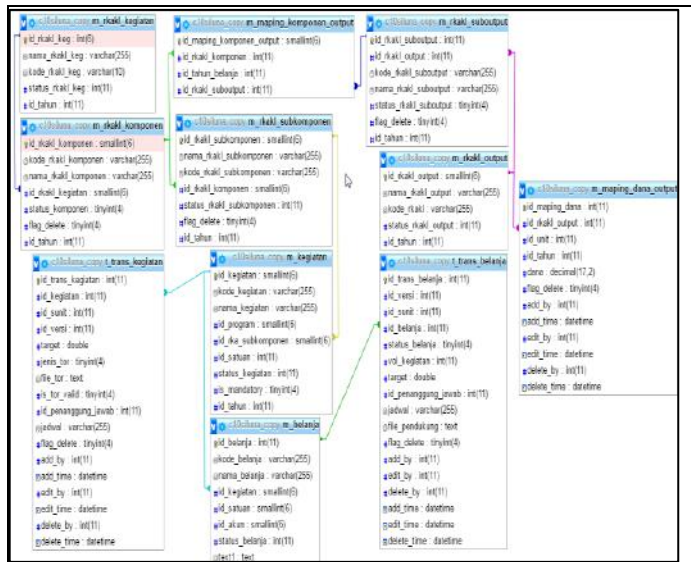 m_rkakl_kegiatan
id_rkakl_keg : int(6)
nama_rkakl_keg : varchar(255)
kode_rkakl_keg : varchar(10)
status_rkakl_keg : int(11)
id_tahun : int(11)
m_rkakl_komponen
id_rkakl_komponen : smallint(6)
kode_rkakl_komponen : varchar(255)
nama_rkakl_komponen : varchar(255)
id_rkakl_kegiatan : smallint(6)
status_komponen : tinyint(4)
flag_delete : tinyint(4)
id_tahun : int(11)
t_trans_kagiatan
id_trans_kagiatan : int(11)
id_kegiatan : int(11)
id_sunit : int(11)
id_versi : int(11)
target : double
jenis_tor : tinyint(4)
file_tor : text
is_tor_valid : tinyint(4)
id_penanggung_jawab : int(11)
jadwal : varchar(255)
flag_delete : tinyint(4)
add_by : int(11)
add_time : datetime
edit_by : int(11)
edit_time : datetime
delete_by : int(11)
delete_time : datetime
m_maping_komponen_output
id_maping_komponen_output : smallint(6)
id_rkakl_komponen : int(11)
id_tahun_belanja : int(11)
id_rkakl_suboutput : int(11)
m_rkakl_subkomponen
id_rkakl_subkomponen : smallint(6)
nama_rkakl_subkomponen : varchar(255)
kode_rkakl_subkomponen : varchar(255)
id_rkakl_komponen : smallint(6)
status_rkakl_subkomponen : tinyint(4)
flag_delete : tinyint(4)
id_tahun : int(11)
m_kegiatan
id_kegiatan : smallint(6)
kode_kegiatan : varchar(255)
nama_kegiatan : varchar(255)
id_program : smallint(6)
id_rka_subkomponen : smallint(6)
id_satuan : int(11)
status_kegiatan : int(11)
is_mandatory : tinyint(4)
id_tahun : int(11)
m_belanja
id_belanja : int(11)
kode_belanja : varchar(255)
nama_belanja : varchar(255)
id_kegiatan : smallint(6)
id_satuan : smallint(6)
id_akun : smallint(6)
status_belanja : int(11)
test1 : text
m_rkakl_suboutput
id_rkakl_suboutput : int(11)
id_rkakl_output : int(11)
kode_rkakl_suboutput : varchar(255)
nama_rkakl_suboutput : varchar(255)
status_rkakl_suboutput : tinyint(4)
flag_delete : tinyint(4)
id_tahun : int(11)
m_rkakl_output
id_rkakl_output : smallint(6)
nama_rkakl_output : varchar(255)
kode_rkakl : varchar(255)
status_rkakl_output : int(11)
id_tahun : int(11)
t_trans_belanja
id_trans_belanja : int(11)
id_versi : int(11)
id_sunit : int(11)
id_belanja : int(11)
status_belanja : tinyint(4)
vol_kegiatan : int(11)
target : double
id_penanggung_jawab : int(11)
jadwal : varchar(255)
file_pendukung : text
flag_delete : tinyint(4)
add_by : int(11)
edit_by : int(11)
delete_by : int(11)
add_time : datetime
edit_time : datetime
delete_time : datetime
m_maping_dana_output
id_maping_dana : int(11)
id_rkakl_output : int(11)
id_unit : int(11)
id_tahun : int(11)
dana : decimal(17,2)
flag_delete : tinyint(4)
add_by : int(11)
add_time : datetime
edit_by : int(11)
edit_time : datetime
delete_by : int(11)
delete_time : datetime